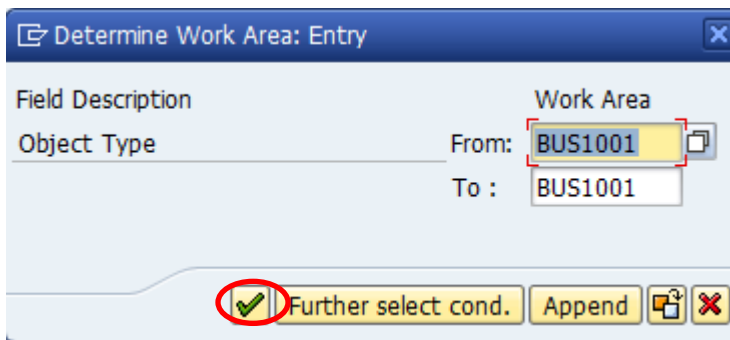 Determine Work Area: Entry
Field Description Work Area
Object Type From: BUS1001
To : BUS1001
Further select cond. Append